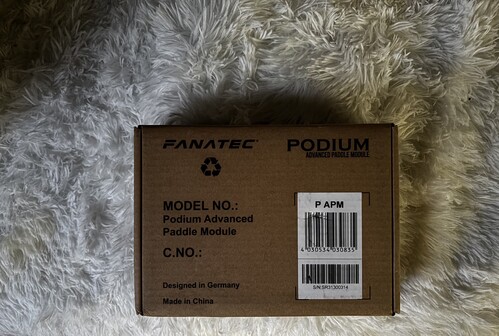 FANATEC
PODIUM
ADVANCED PADDLE MODULE
MODEL NO.:
Podium Advanced
Paddle Module
C.NO.:
Designed in Germany
Made in China
P APM
4 030534 030835